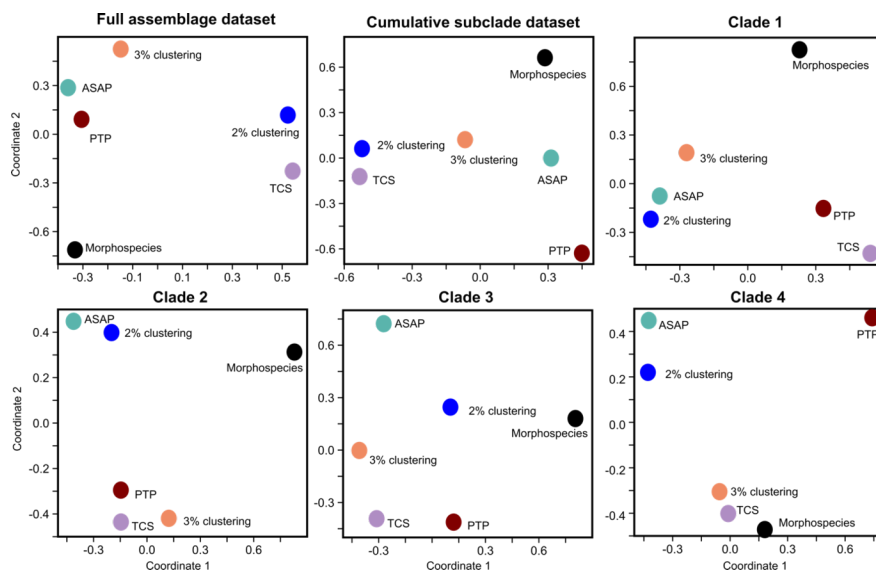 Full assemblage dataset
Cumulative subclade dataset
Clade 1
Coordinate 2
0.3
0.0
-0.3
-0.6
3% clustering
ASAP
PTP
2% clustering
TCS
Morphospecies
-0.3
-0.1
0.1
0.3
0.5
0.6
0.3
0.0
-0.3
-0.6
Morphospecies
2% clustering
3% clustering
TCS
ASAP
PTP
-0.6
-0.3
0.0
0.3
0.6
0.3
0.0
-0.3
Morphospecies
3% clustering
ASAP
2% clustering
PTP
TCS
0.0
0.3
Clade 2
Clade 3
Clade 4
Coordinate 2
0.4
0.2
0.0
-0.2
-0.4
ASAP
2% clustering
Morphospecies
PTP
TCS
3% clustering
-0.3
0.0
0.3
0.6
Coordinate 1
0.6
0.3
0.0
-0.3
ASAP
2% clustering
Morphospecies
3% clustering
TCS
PTP
-0.3
0.0
0.3
0.6
Coordinate 1
0.4
0.2
0.0
-0.2
-0.4
ASAP
PTP
2% clustering
3% clustering
TCS
Morphospecies
-0.3
0.0
0.3
0.6
Coordinate 1